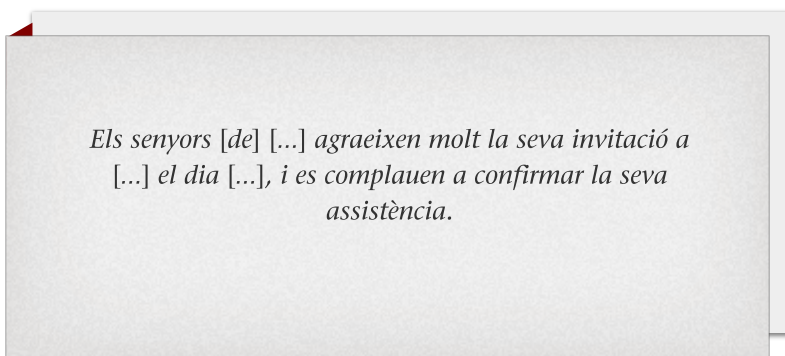 Els senyors [de] [...] agraeixen molt la seva invitació a
[...] el dia [...], i es complauen a confirmar la seva
assistència.